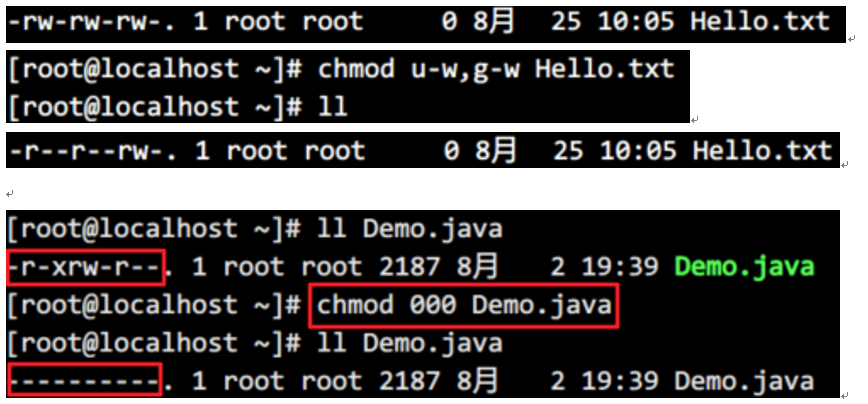 -rw-rw-rw-. 1 root root 0 8月 25 10:05 Hello.txt
[root@localhost ~]# chmod u-w,g-w Hello.txt
[root@localhost ~]# ll
-r--r--rw-. 1 root root 0 8月 25 10:05 Hello.txt
[root@localhost ~]# ll Demo.java
-r-xrw-r--. 1 root root 2187 8月 2 19:39 Demo.java
[root@localhost ~]# chmod 000 Demo.java
[root@localhost ~]# ll Demo.java
----------. 1 root root 2187 8月 2 19:39 Demo.java